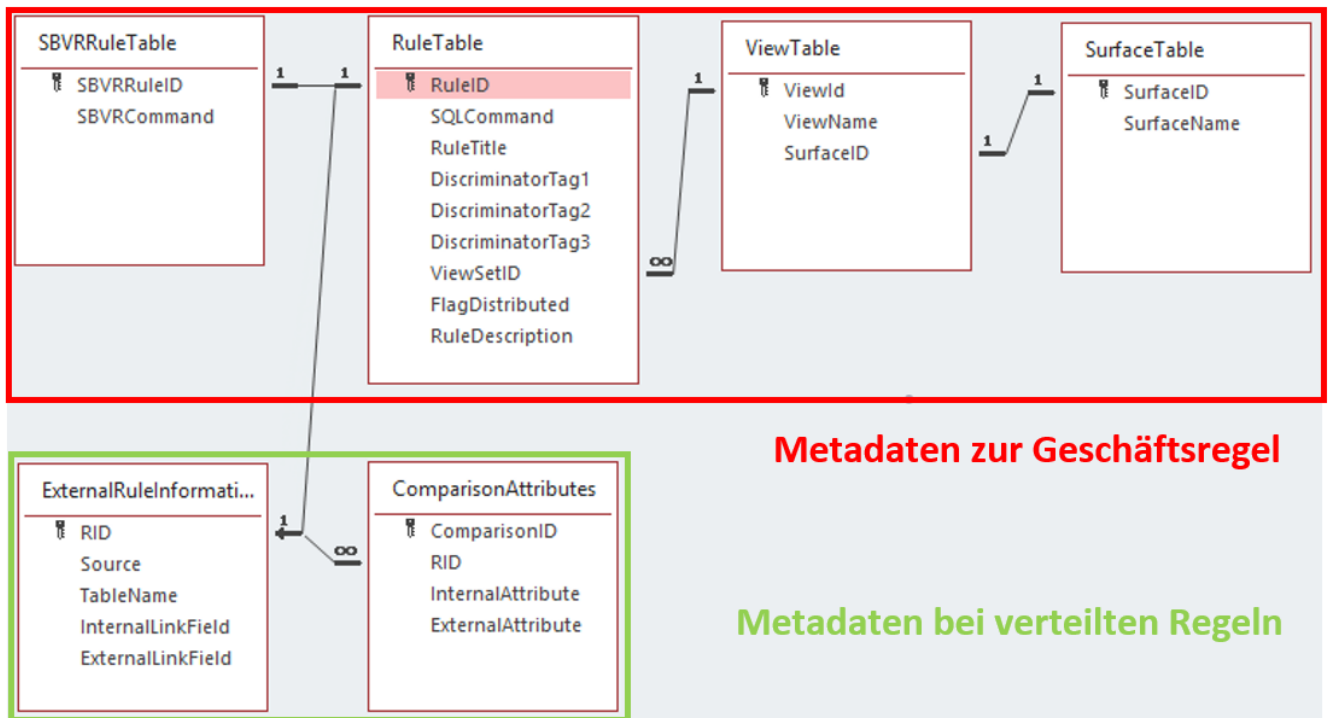 SBVRRuleTable
SBVRRuleID
SBVRCommand
1
1
RuleTable
RuleID
SQLCommand
RuleTitle
DiscriminatorTag1
DiscriminatorTag2
DiscriminatorTag3
ViewSetID
FlagDistributed
RuleDescription
∞
1
ViewTable
ViewId
ViewName
SurfaceID
1
1
SurfaceTable
SurfaceID
SurfaceName
Metadaten zur Geschäftsregel
ExternalRuleInformati...
RID
Source
TableName
InternalLinkField
ExternalLinkField
1
∞
ComparisonAttributes
ComparisonID
RID
InternalAttribute
ExternalAttribute
Metadaten bei verteilten Regeln